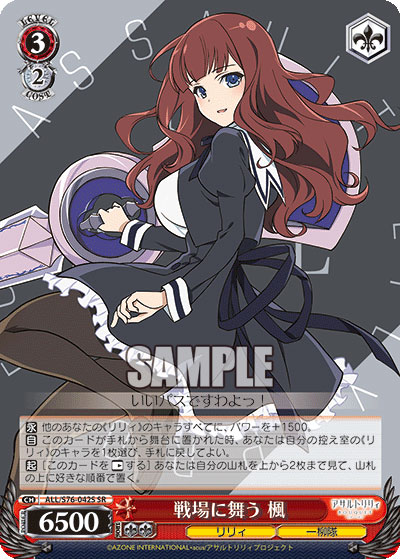 LEVEL
3
2
COST
ASSAULT LILY
SAMPLE
いいパスですわよっ！
永 他のあなたの《リリィ》のキャラすべてに、パワーを＋1500。
自 このカードが手札から舞台に置かれた時、あなたは自分の控え室の《リリィ》を1枚選び、手札に戻してよい。
起 ［このカードを する］ あなたは自分の山札を上から2枚まで見て、山札の上に好きな順番で置く。
CH ALL/S76-042S SR
戦場に舞う 楓
アサルトリリィ
6500
リリィ
一柳隊
©AZONE INTERNATIONAL・acus/アサルトリリィプロジェクト